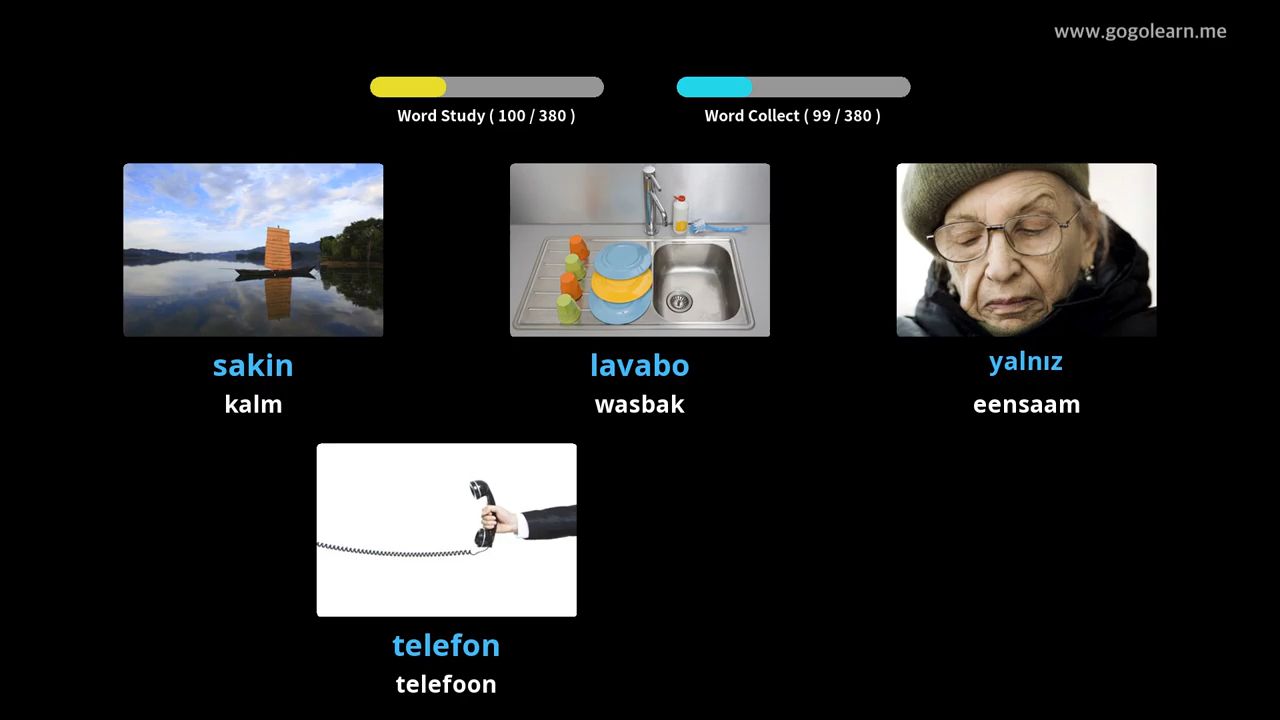 www.gogolearn.me
Word Study ( 100 / 380 )
Word Collect ( 99 / 380 )
sakin
kalm
lavabo
wasbak
yalnız
eensaam
telefon
telefoon